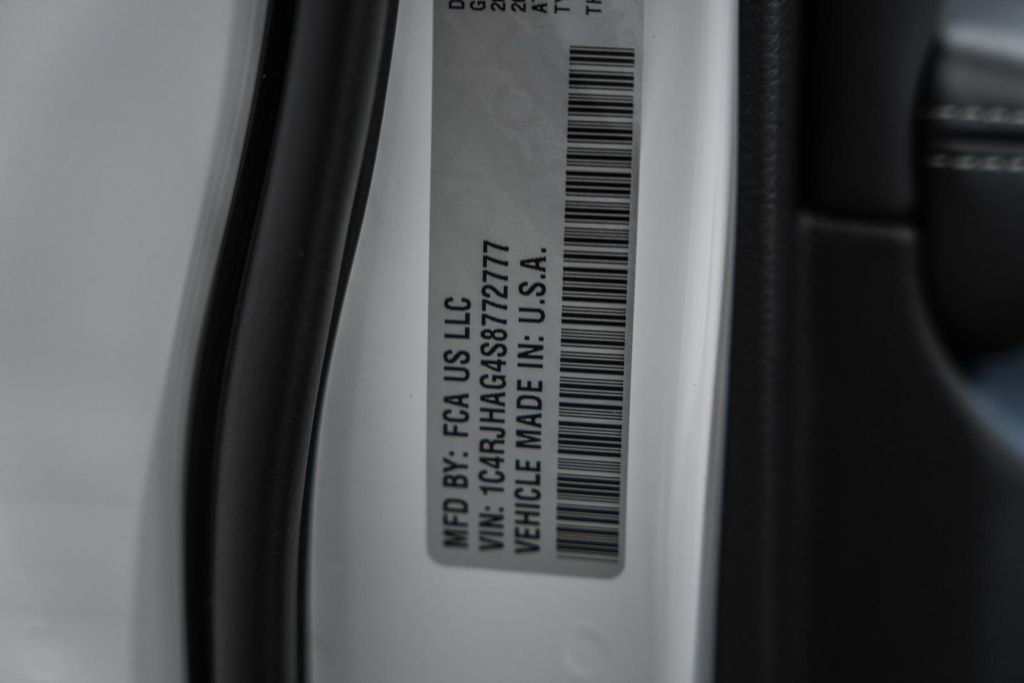 MFD BY: FCA US LLC
VIN: 1C4RJHAG4S8772777
VEHICLE MADE IN: U.S.A.